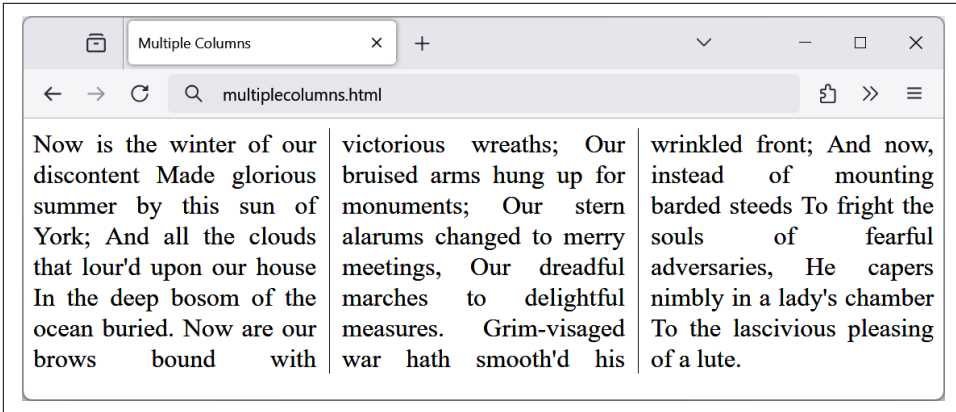 Multiple Columns
multiplecolumns.html
Now is the winter of our
discontent Made glorious
summer by this sun of
York; And all the clouds
that lour'd upon our house
In the deep bosom of the
ocean buried. Now are our
brows bound with
victorious wreaths; Our
bruised arms hung up for
monuments; Our stern
alarums changed to merry
meetings, Our dreadful
marches to delightful
measures. Grim-visaged
war hath smooth'd his
wrinkled front; And now,
instead of mounting
barded steeds To fright the
souls of fearful
adversaries, He capers
nimbly in a lady's chamber
To the lascivious pleasing
of a lute.